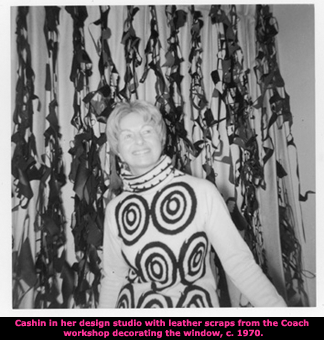 Cashin in her design studio with leather scraps from the Coach
workshop decorating the window, c. 1970.